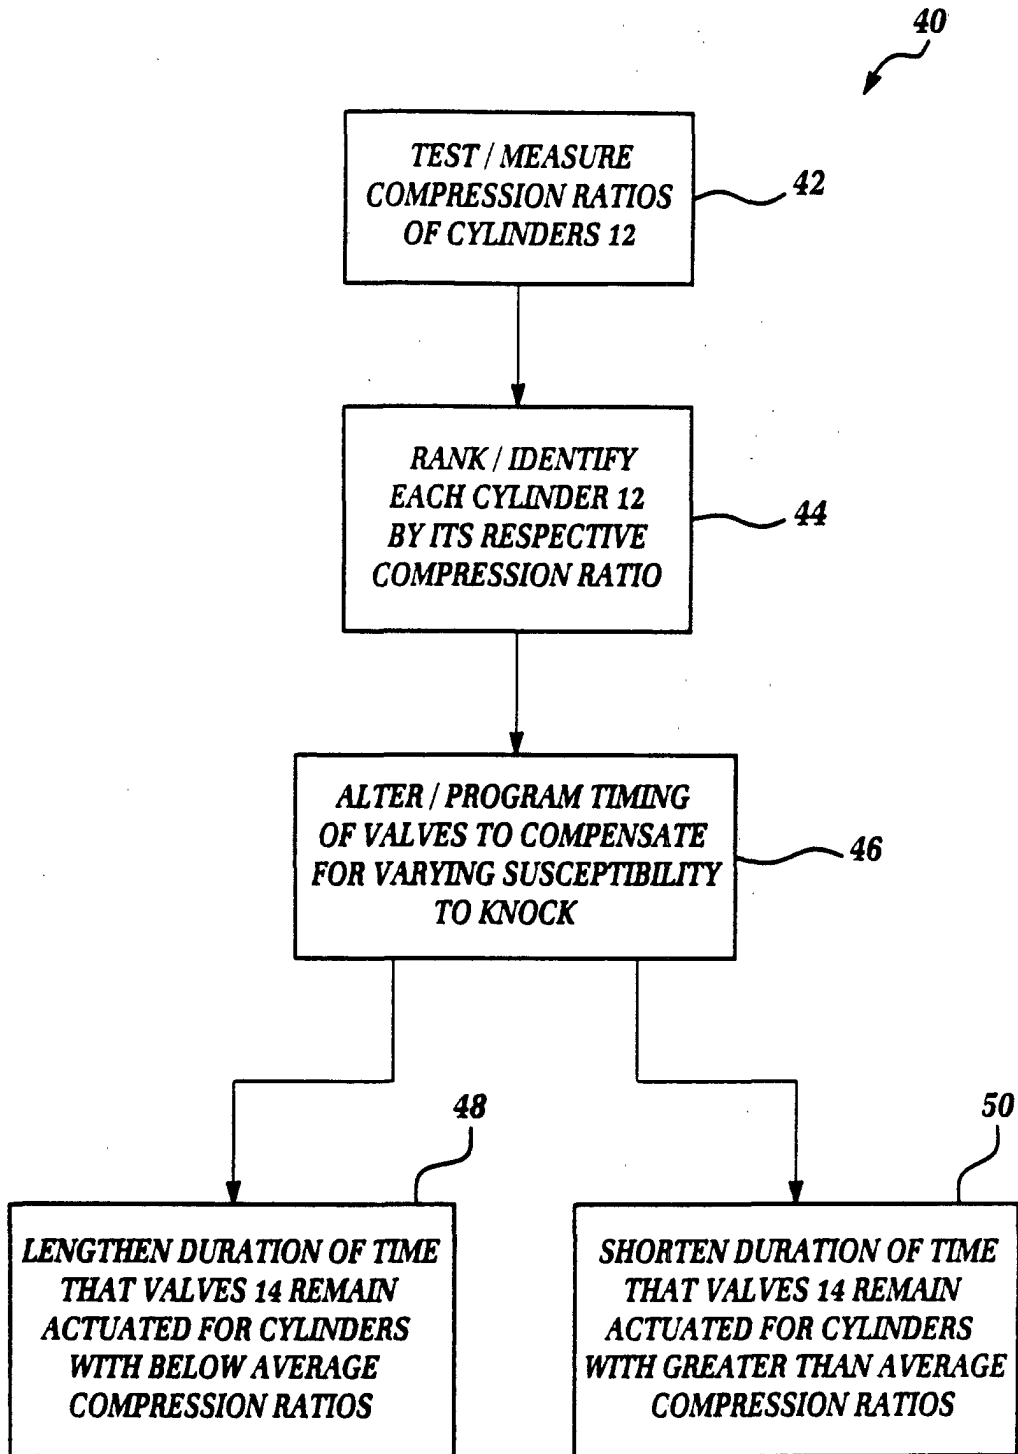 40
TEST / MEASURE
COMPRESSION RATIOS
OF CYLINDERS 12
42
RANK / IDENTIFY
EACH CYLINDER 12
BY ITS RESPECTIVE
COMPRESSION RATIO
44
ALTER / PROGRAM TIMING
OF VALVES TO COMPENSATE
FOR VARYING SUSCEPTIBILITY
TO KNOCK
46
48
LENGTHEN DURATION OF TIME
THAT VALVES 14 REMAIN
ACTUATED FOR CYLINDERS
WITH BELOW AVERAGE
COMPRESSION RATIOS
50
SHORTEN DURATION OF TIME
THAT VALVES 14 REMAIN
ACTUATED FOR CYLINDERS
WITH GREATER THAN AVERAGE
COMPRESSION RATIOS